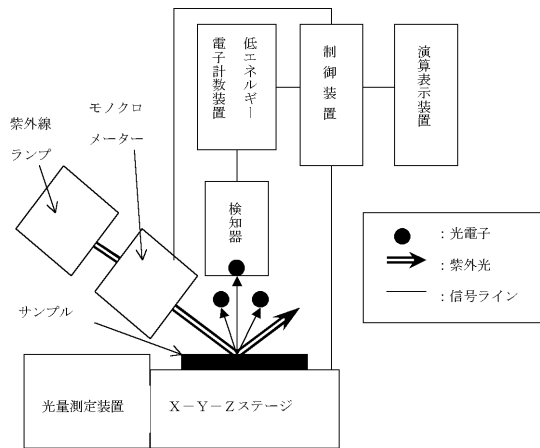 低エネルギー
電子計数装置
制御装置
演算表示装置
モノクロ
メーター
紫外線
ランプ
検知器
：光電子
：紫外光
：信号ライン
サンプル
光量測定装置
Ｘ－Ｙ－Ｚステージ